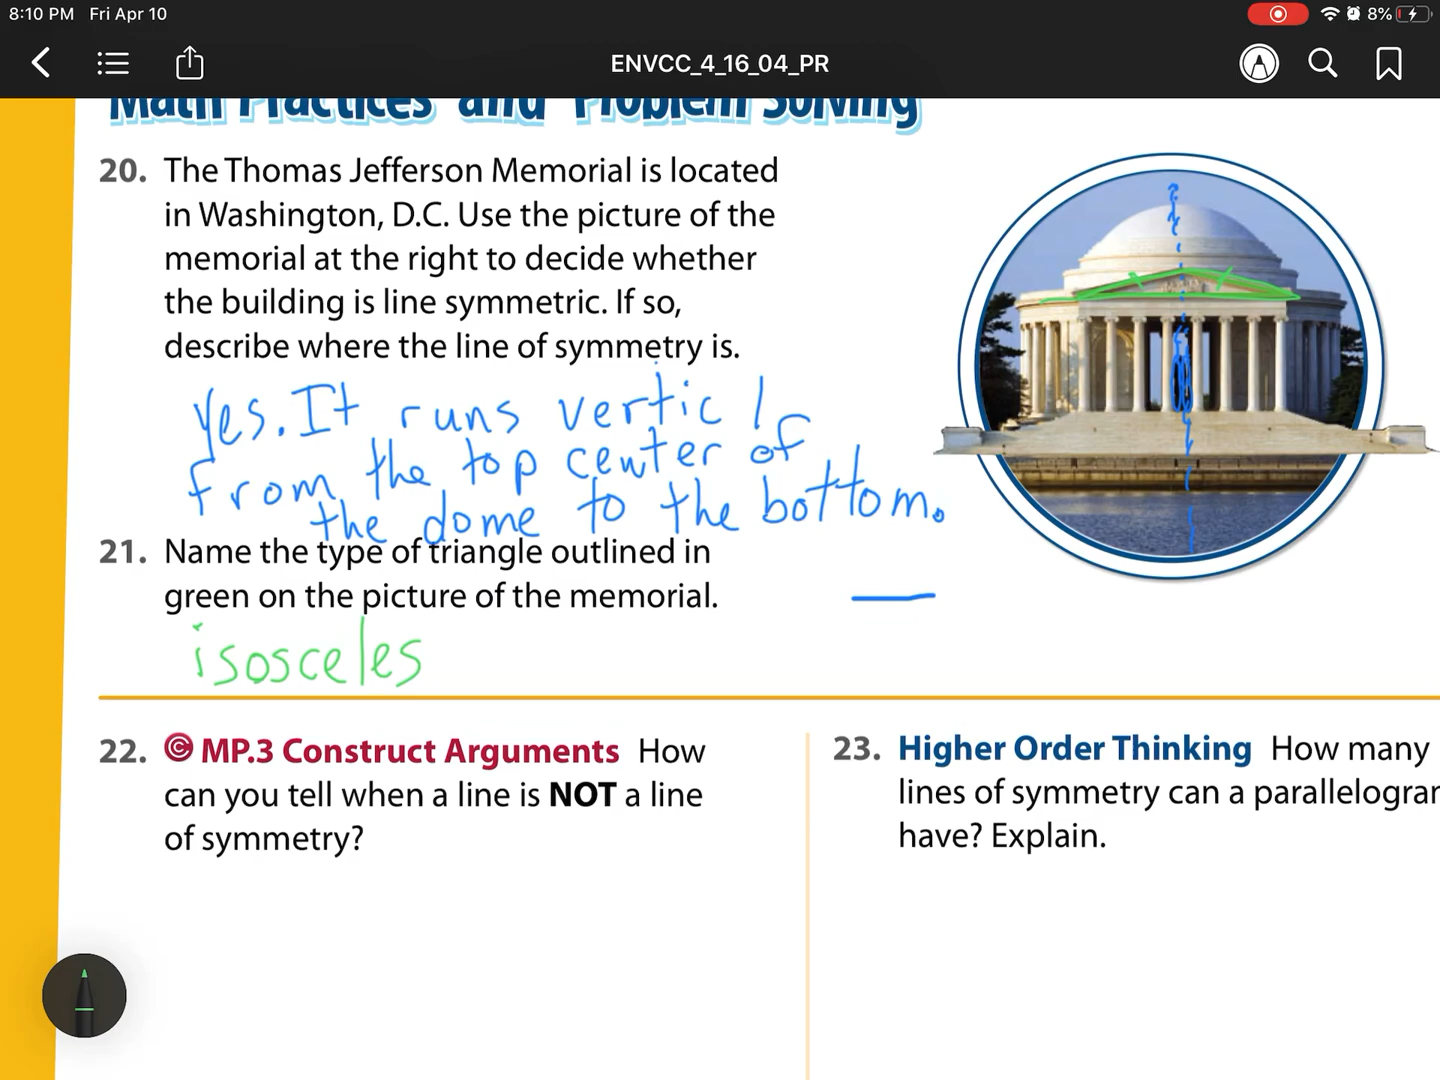 8:10 PM Fri Apr 10
8%
ENVCC_4_16_04_PR
Math Practices and Problem Solving
20. The Thomas Jefferson Memorial is located
in Washington, D.C. Use the picture of the
memorial at the right to decide whether
the building is line symmetric. If so,
describe where the line of symmetry is.
Yes. It runs vertic l
from the top center of
the dome to the bottom.
21. Name the type of triangle outlined in
green on the picture of the memorial.
isosceles
22. © MP.3 Construct Arguments How
can you tell when a line is NOT a line
of symmetry?
23. Higher Order Thinking How many
lines of symmetry can a parallelogram
have? Explain.